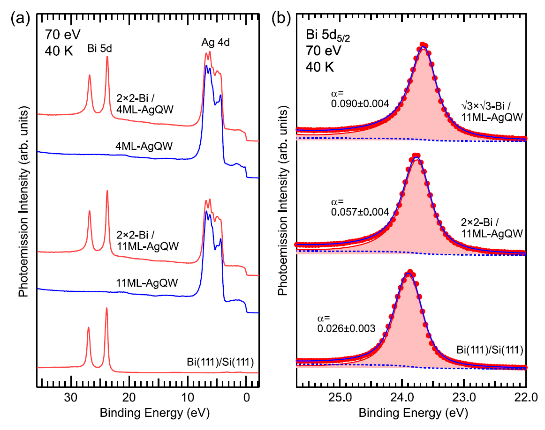 (a)
70 eV
40 K
Bi 5d
Ag 4d
2×2-Bi /
4ML-AgQW
4ML-AgQW
2×2-Bi /
11ML-AgQW
11ML-AgQW
Bi(111)/Si(111)
Photoemission Intensity (arb. units)
30
20
10
0
Binding Energy (eV)
(b)
Bi 5d5/2
70 eV
40 K
α=
0.090±0.004
√3×√3-Bi /
11ML-AgQW
α=
0.057±0.004
2×2-Bi /
11ML-AgQW
α=
0.026±0.003
Bi(111)/Si(111)
Photoemission Intensity (arb. units)
25.0
24.0
23.0
22.0
Binding Energy (eV)